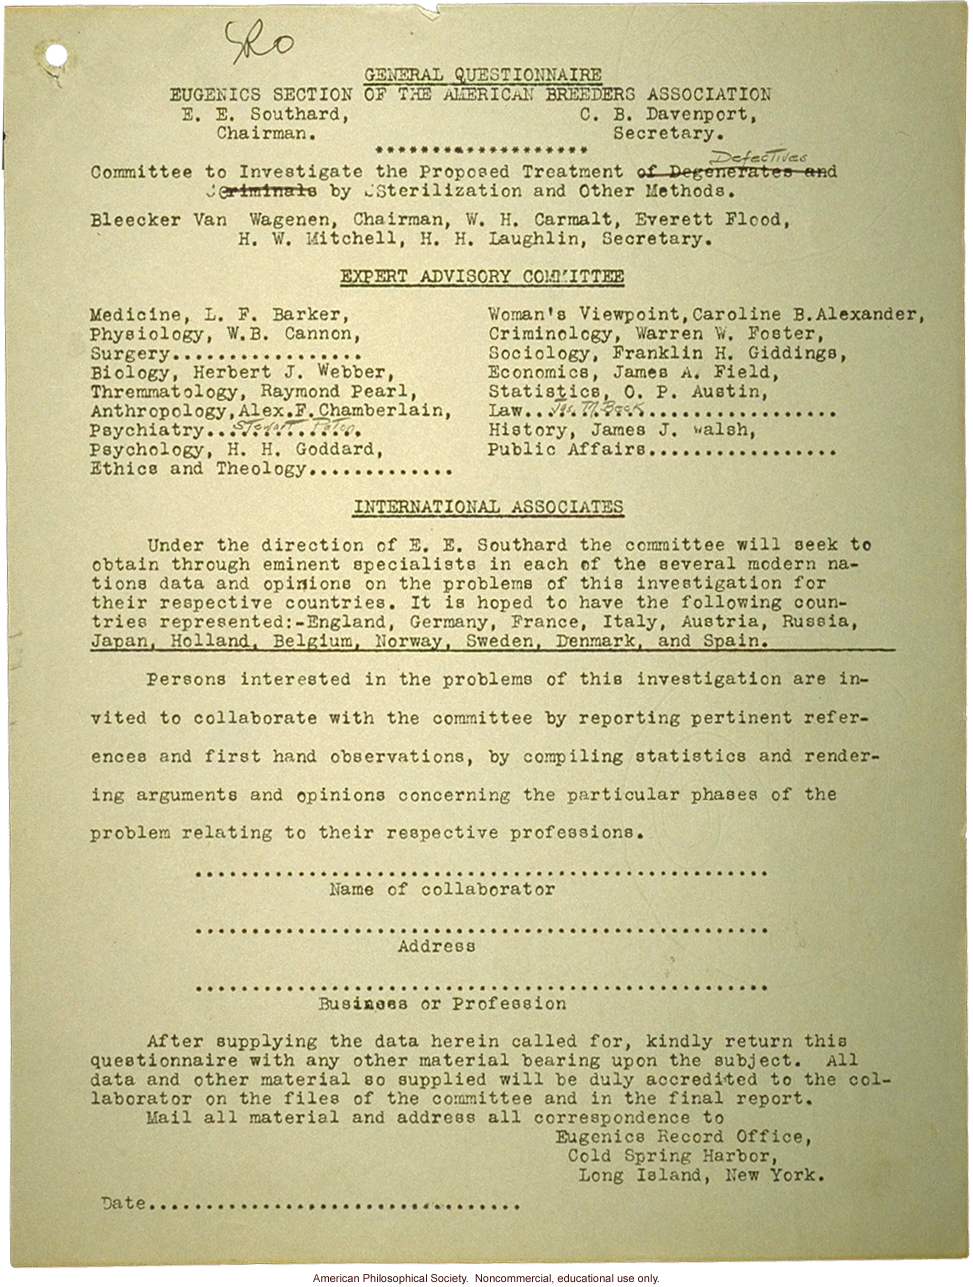 GENERAL QUESTIONNAIRE
EUGENICS SECTION OF THE AMERICAN BREEDERS ASSOCIATION
E. E. Southard, C. B. Davenport,
Chairman. Secretary.
*******************
Defectives
Committee to Investigate the Proposed Treatment of Degenerates and
Criminals by Sterilization and Other Methods.
Bleecker Van Wagenen, Chairman, W. H. Carmalt, Everett Flood,
H. W. Mitchell, H. H. Laughlin, Secretary.
EXPERT ADVISORY COMMITTEE
Medicine, L. F. Barker, Woman's Viewpoint,Caroline B.Alexander,
Physiology, W.B. Cannon, Criminology, Warren W. Foster,
Surgery................. Sociology, Franklin H. Giddings,
Biology, Herbert J. Webber, Economics, James A. Field,
Thremmatology, Raymond Pearl, Statistics, O. P. Austin,
Anthropology,Alex.F.Chamberlain, Law...........................
Psychiatry.............. History, James J. Walsh,
Psychology, H. H. Goddard, Public Affairs.................
Ethics and Theology.............
INTERNATIONAL ASSOCIATES
Under the direction of E. E. Southard the committee will seek to
obtain through eminent specialists in each of the several modern na-
tions data and opinions on the problems of this investigation for
their respective countries. It is hoped to have the following coun-
tries represented:-England, Germany, France, Italy, Austria, Russia,
Japan, Holland, Belgium, Norway, Sweden, Denmark, and Spain.
Persons interested in the problems of this investigation are in-
vited to collaborate with the committee by reporting pertinent refer-
ences and first hand observations, by compiling statistics and render-
ing arguments and opinions concerning the particular phases of the
problem relating to their respective professions.
..................................................
Name of collaborator
..................................................
Address
..................................................
Business or Profession
After supplying the data herein called for, kindly return this
questionnaire with any other material bearing upon the subject. All
data and other material so supplied will be duly accredited to the col-
laborator on the files of the committee and in the final report.
Mail all material and address all correspondence to
Eugenics Record Office,
Cold Spring Harbor,
Long Island, New York.
Date.................................
American Philosophical Society. Noncommercial, educational use only.